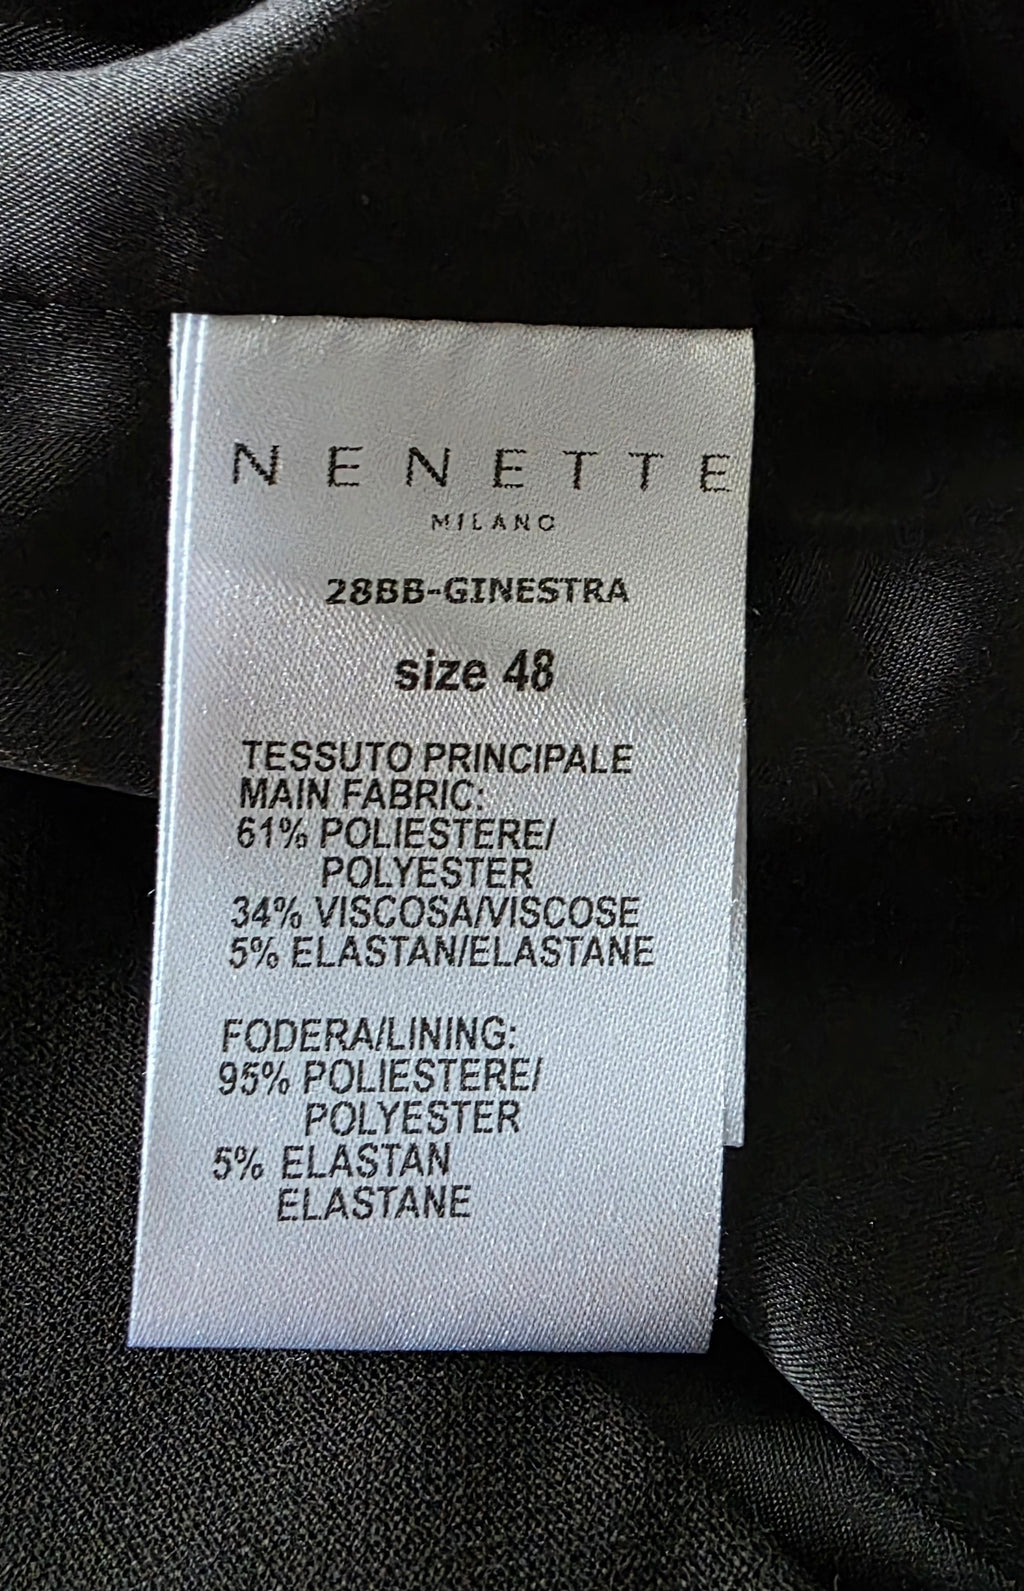 NENETTE
MILANO
28BB-GINESTRA
size 48
TESSUTO PRINCIPALE
MAIN FABRIC:
61% POLIESTERE/
POLYESTER
34% VISCOSA/VISCOSE
5% ELASTAN/ELASTANE
FODERA/LINING:
95% POLIESTERE/
POLYESTER
5% ELASTAN
ELASTANE